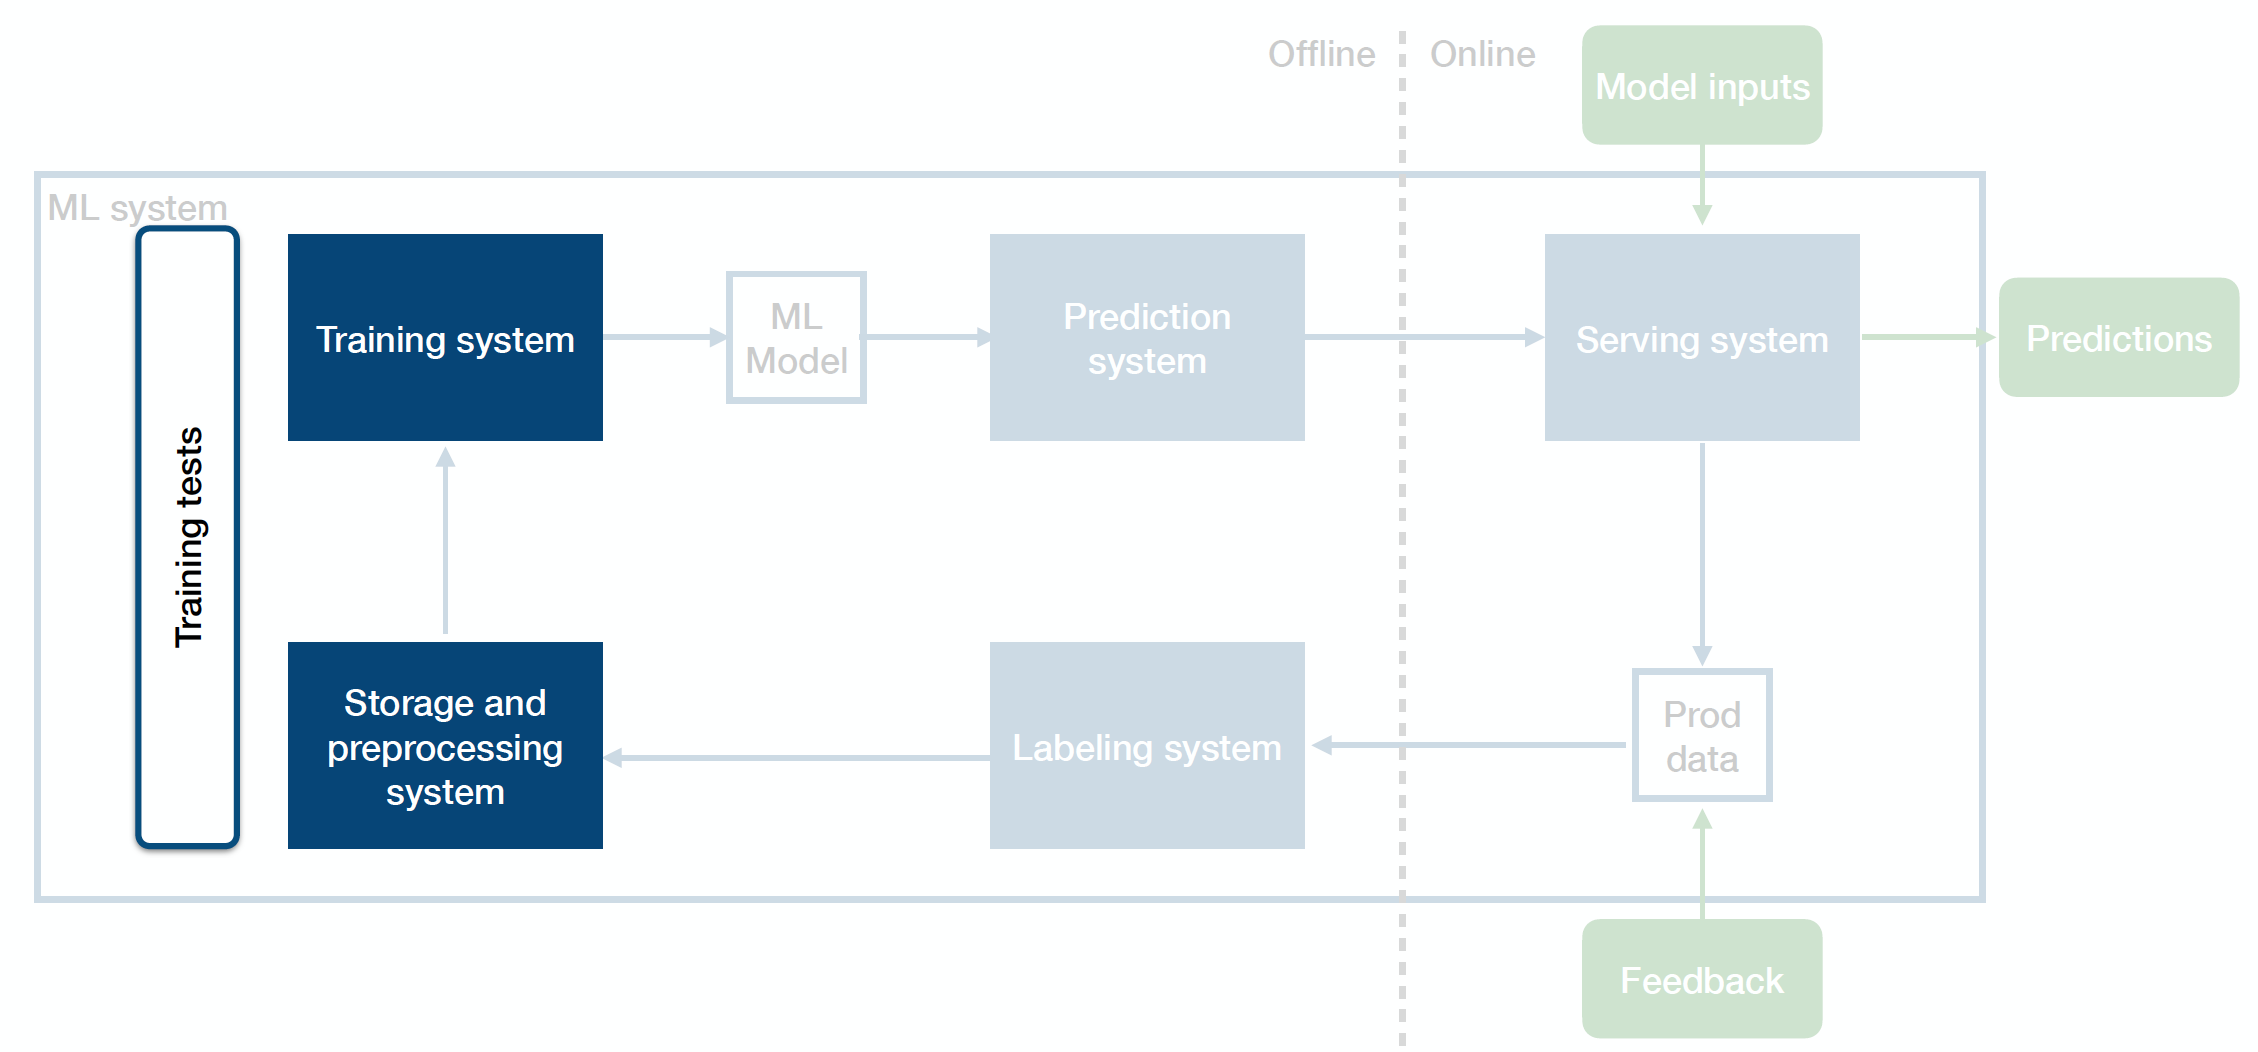 Offline
Online
Model inputs
ML system
Training system
ML
Model
Prediction
system
Serving system
Predictions
Training tests
Storage and
preprocessing
system
Labeling system
Prod
data
Feedback